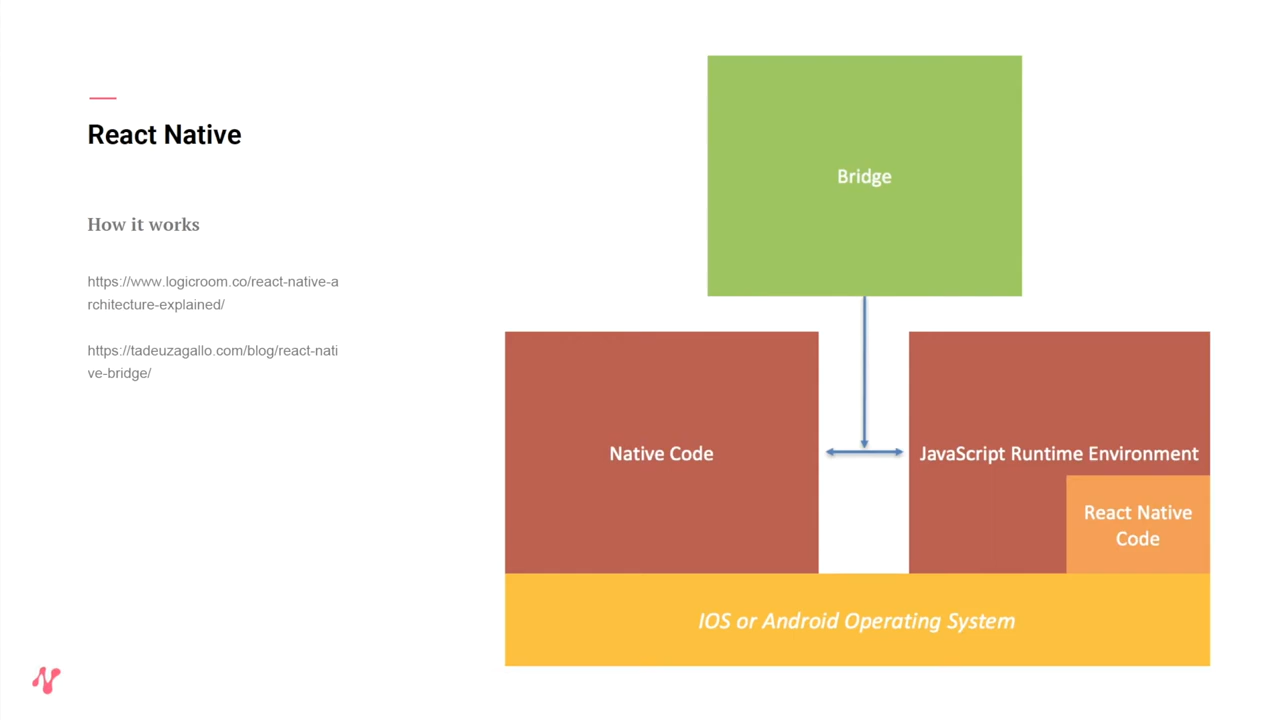 React Native
How it works
https://www.logicroom.co/react-native-a
rchitecture-explained/
https://tadeuzagallo.com/blog/react-nati
ve-bridge/
Bridge
Native Code
JavaScript Runtime Environment
React Native
Code
IOS or Android Operating System